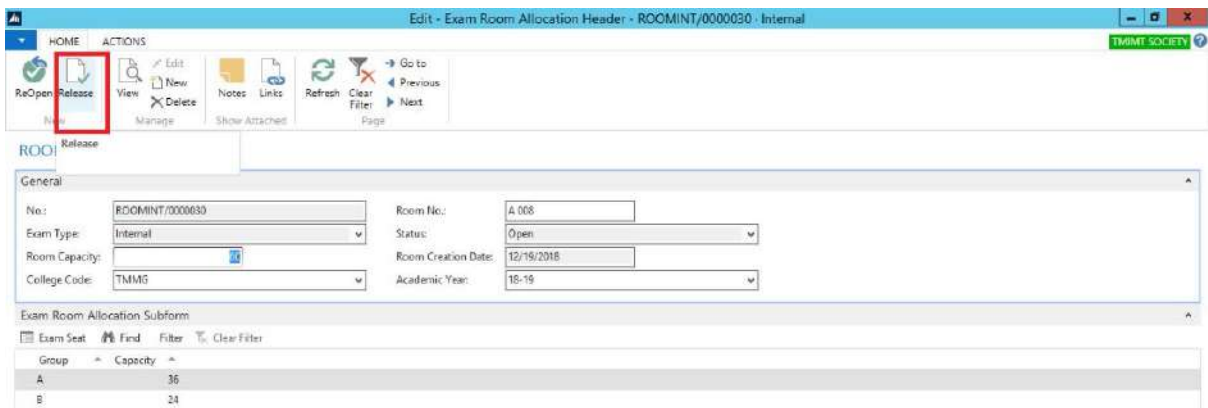 Edit - Exam Room Allocation Header - ROOMINT/0000030 · Internal
HOME ACTIONS
TMIMT SOCIETY
ReOpen Release View Edit New Delete Notes Links Refresh Clear Filter Go to Previous Next
Manage Show Attached Page
Release
General
No.: ROOMINT/0000030 Room No.: A 008
Exam Type: Internal Status: Open
Room Capacity: Room Creation Date: 12/19/2018
College Code: TMMG Academic Year: 18-19
Exam Room Allocation Subform
Exam Seat Find Filter Clear Filter
Group Capacity
A 36
B 24